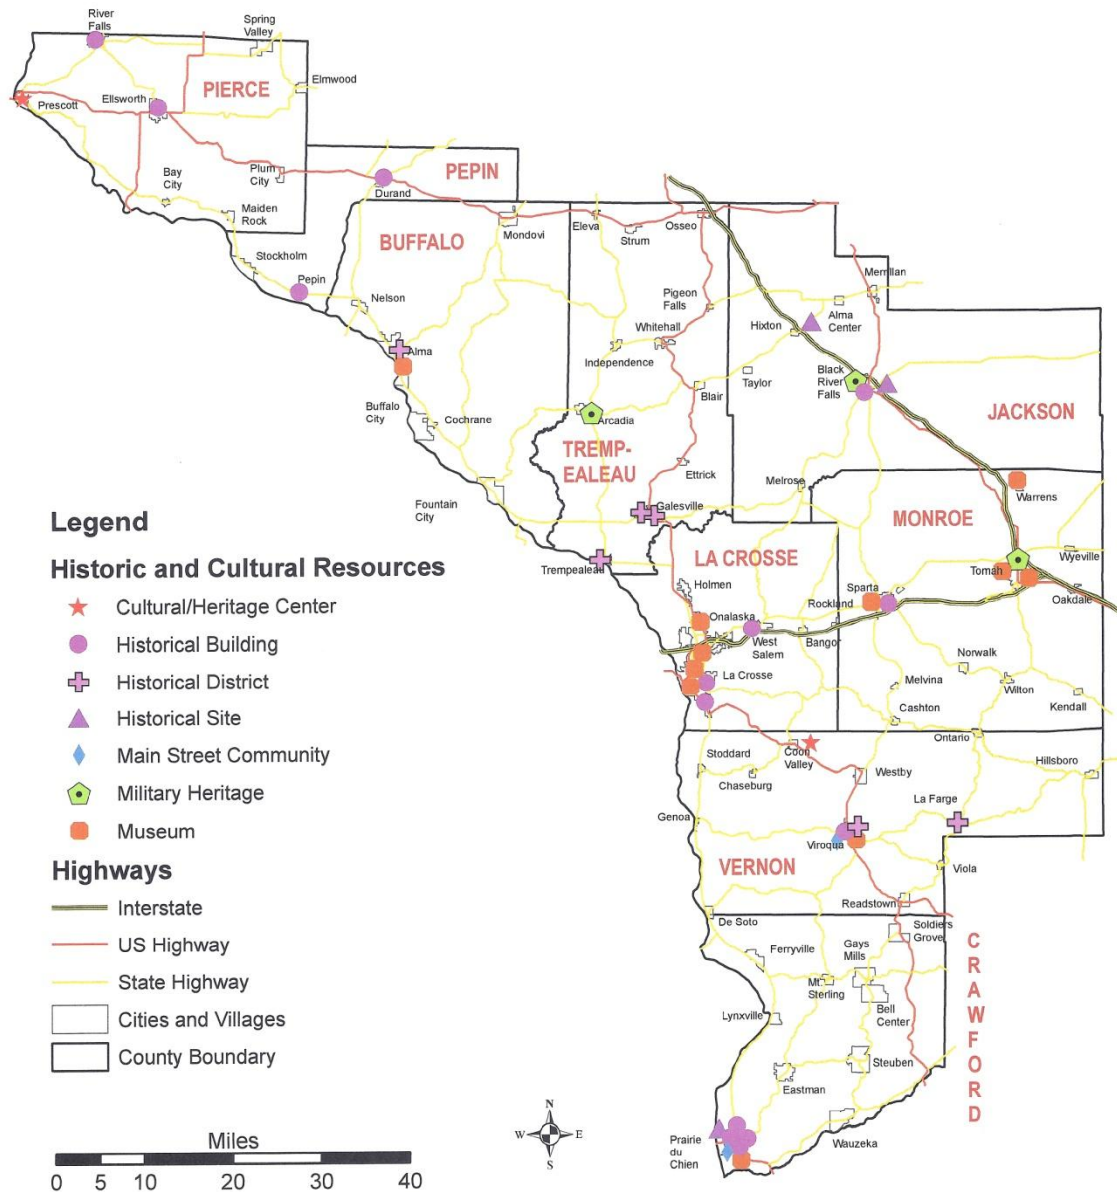 River
Falls
Spring
Valley
PIERCE
Elmwood
Ellsworth
Prescott
Plum
City
PEPIN
Bay
City
Durand
Maiden
Rock
BUFFALO
Mondovi
Eleva
Strum
Osseo
Stockholm
Pepin
Nelson
Merrillan
Pigeon
Falls
Alma
Center
Hixton
Whitehall
Independence
Alma
Taylor
Black
River
Falls
Blair
Buffalo
City
Cochrane
Arcadia
JACKSON
TREMP-
EALEAU
Ettrick
Melrose
Warrens
Fountain
City
Galesville
MONROE
Legend
LA CROSSE
Wyeville
Historic and Cultural Resources
Trempealeau
Tomah
Holmen
Sparta
Oakdale
Cultural/Heritage Center
Rockland
Onalaska
Historical Building
West
Salem
Bangor
Norwalk
La Crosse
Melvina
Wilton
Historical District
Kendall
Cashton
Historical Site
Ontario
Main Street Community
Stoddard
Coon
Valley
Westby
Hillsboro
Chaseburg
Military Heritage
La Farge
Genoa
Museum
Viroqua
VERNON
Viola
Highways
Interstate
Readstown
De Soto
Soldiers
Grove
US Highway
Ferryville
Gays
Mills
CRAWFORD
State Highway
Mt.
Sterling
Bell
Center
Cities and Villages
Lynxville
County Boundary
Steuben
Eastman
Miles
N
W
E
S
Prairie
du
Chien
Wauzeka
0 5 10 20 30 40